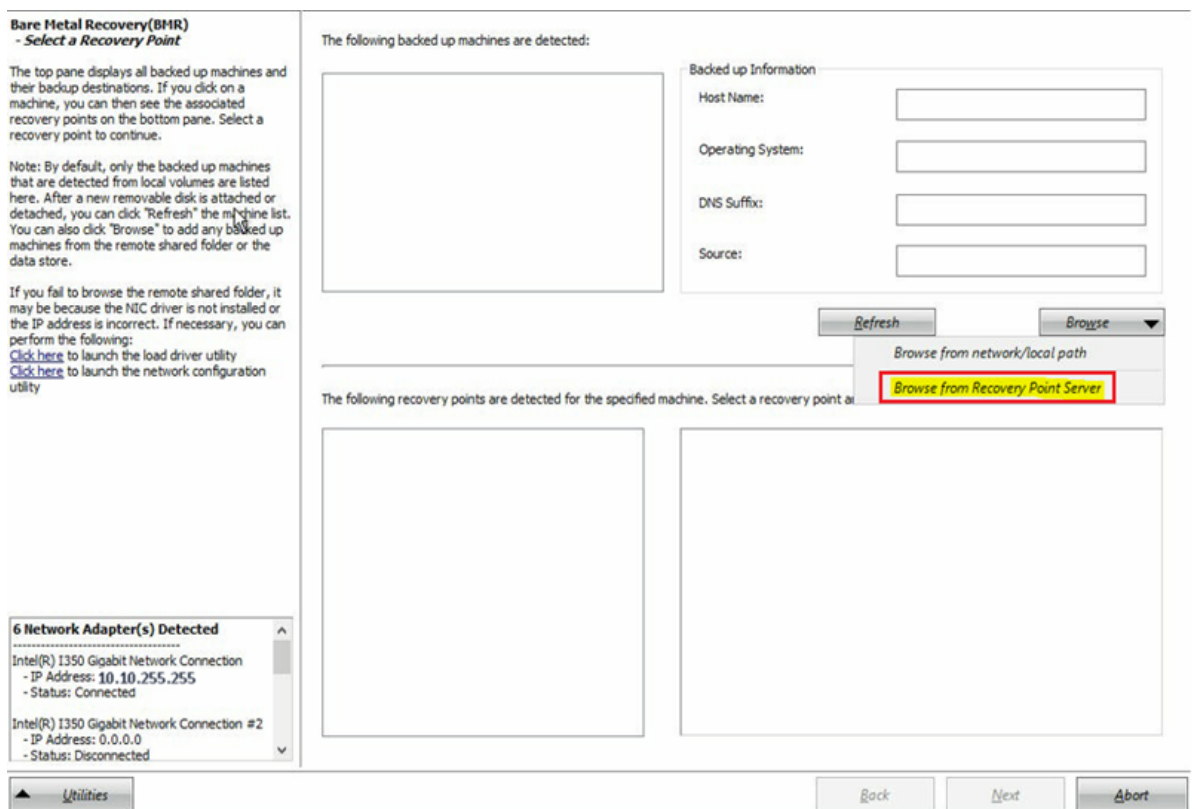 Bare Metal Recovery(BMR)
- Select a Recovery Point
The top pane displays all backed up machines and
their backup destinations. If you click on a
machine, you can then see the associated
recovery points on the bottom pane. Select a
recovery point to continue.
Note: By default, only the backed up machines
that are detected from local volumes are listed
here. After a new removable disk is attached or
detached, you can click "Refresh" the machine list.
You can also click "Browse" to add any backed up
machines from the remote shared folder or the
data store.
If you fail to browse the remote shared folder, it
may be because the NIC driver is not installed or
the IP address is incorrect. If necessary, you can
perform the following:
Click here to launch the load driver utility
Click here to launch the network configuration
utility
6 Network Adapter(s) Detected
Intel(R) I350 Gigabit Network Connection
- IP Address: 10.10.255.255
- Status: Connected
Intel(R) I350 Gigabit Network Connection #2
- IP Address: 0.0.0.0
- Status: Disconnected
The following backed up machines are detected:
Backed up Information
Host Name:
Operating System:
DNS Suffix:
Source:
Refresh
Browse
Browse from network/local path
Browse from Recovery Point Server
The following recovery points are detected for the specified machine. Select a recovery point a
Utilities
Back
Next
Abort